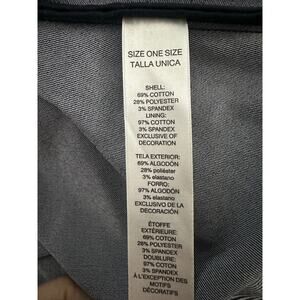 SIZE ONE SIZE
TALLA UNICA
SHELL:
69% COTTON
28% POLYESTER
3% SPANDEX
LINING:
97% COTTON
3% SPANDEX
EXCLUSIVE OF
DECORATION
TELA EXTERIOR:
69% ALGODÓN
28% poliéster
3% elastano
FORRO:
97% ALGODÓN
3% elastano
EXCLUSIVO DE LA
DECORACIÓN
ÉTOFFE
EXTÉRIEURE:
69% COTTON
28% POLYESTER
3% SPANDEX
DOUBLURE:
97% COTTON
3% SPANDEX
À L'EXCEPTION DES
MOTIFS
DÉCORATIFS